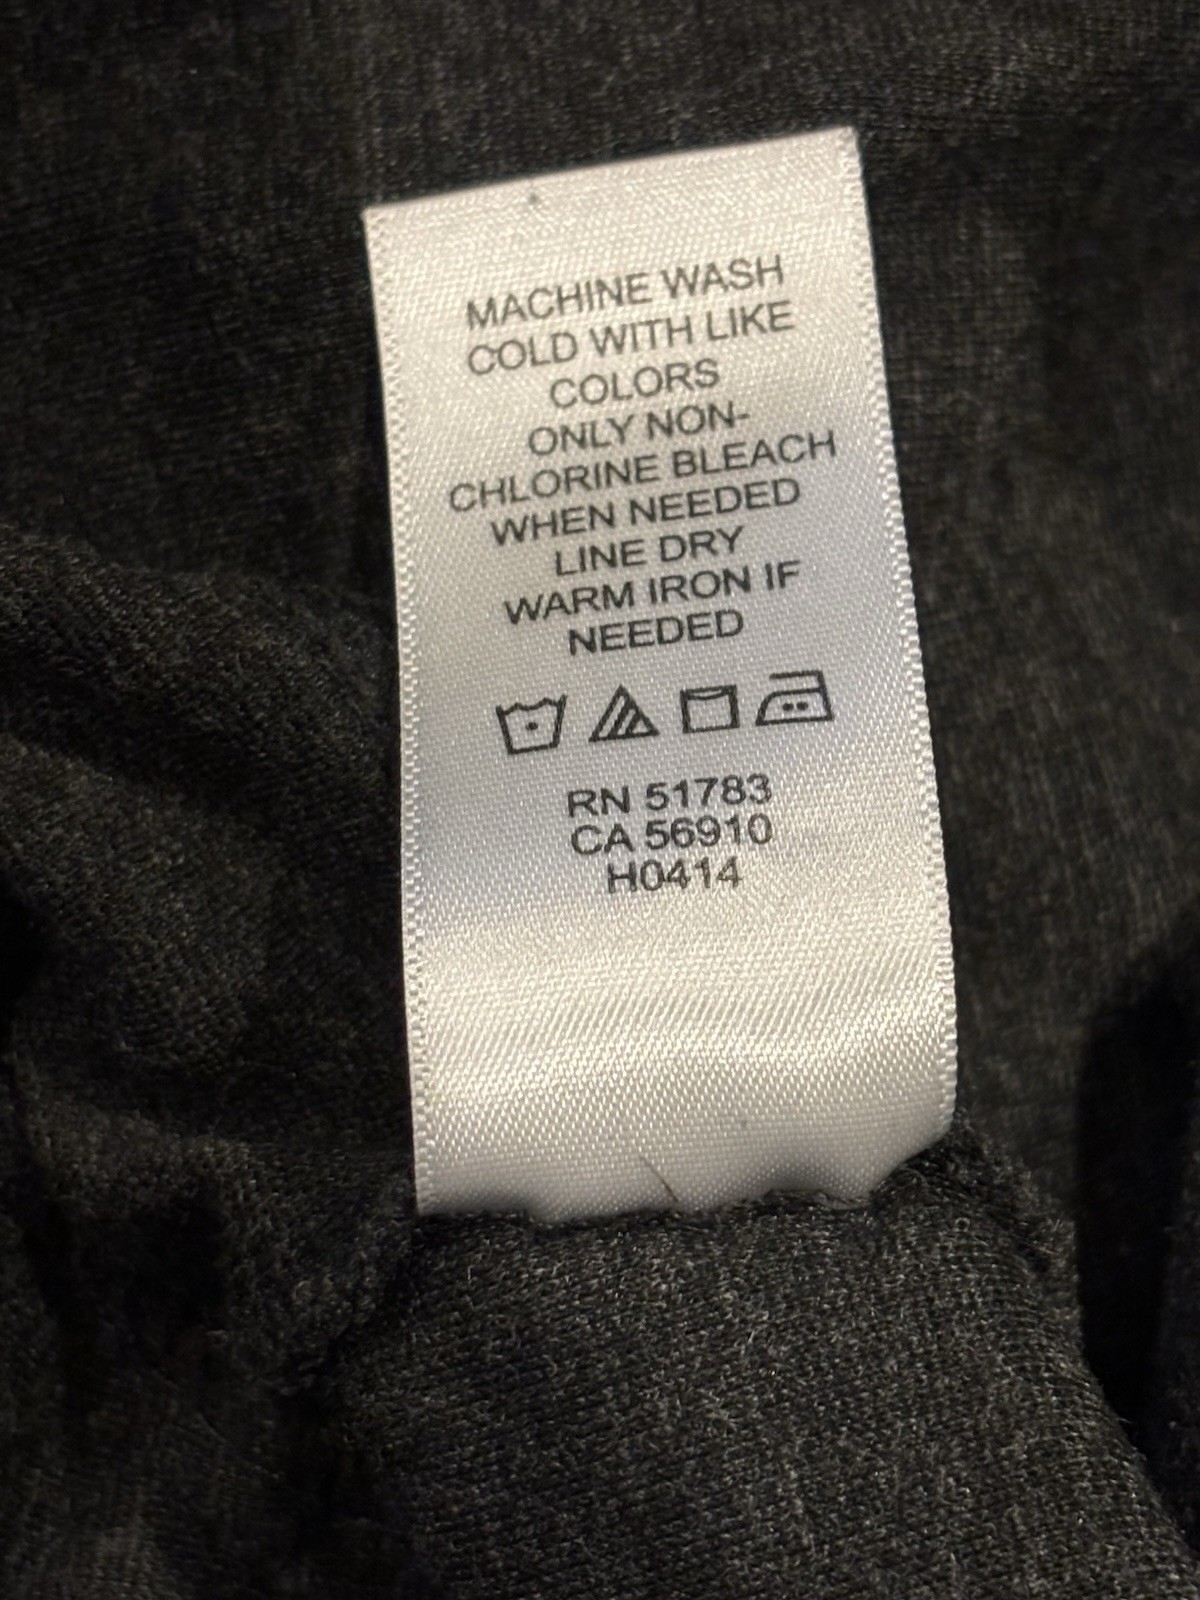 MACHINE WASH
COLD WITH LIKE
COLORS
ONLY NON-
CHLORINE BLEACH
WHEN NEEDED
LINE DRY
WARM IRON IF
NEEDED
RN 51783
CA 56910
H0414